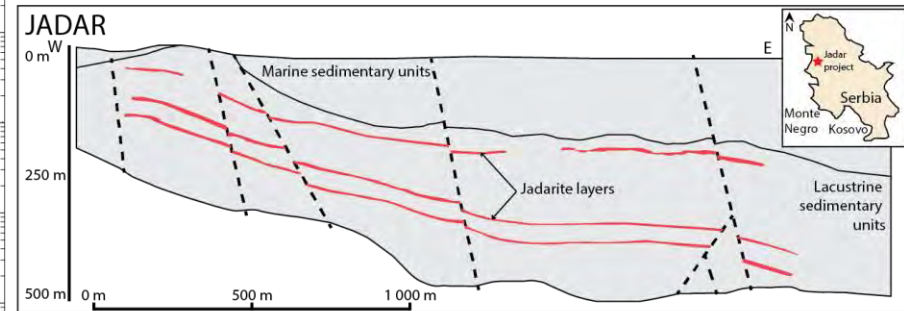 JADAR
W
E
0 m
250 m
500 m
Marine sedimentary units
Jadarite layers
Lacustrine
sedimentary
units
0 m
500 m
1 000 m
N
Jadar
project
Serbia
Monte
Negro
Kosovo